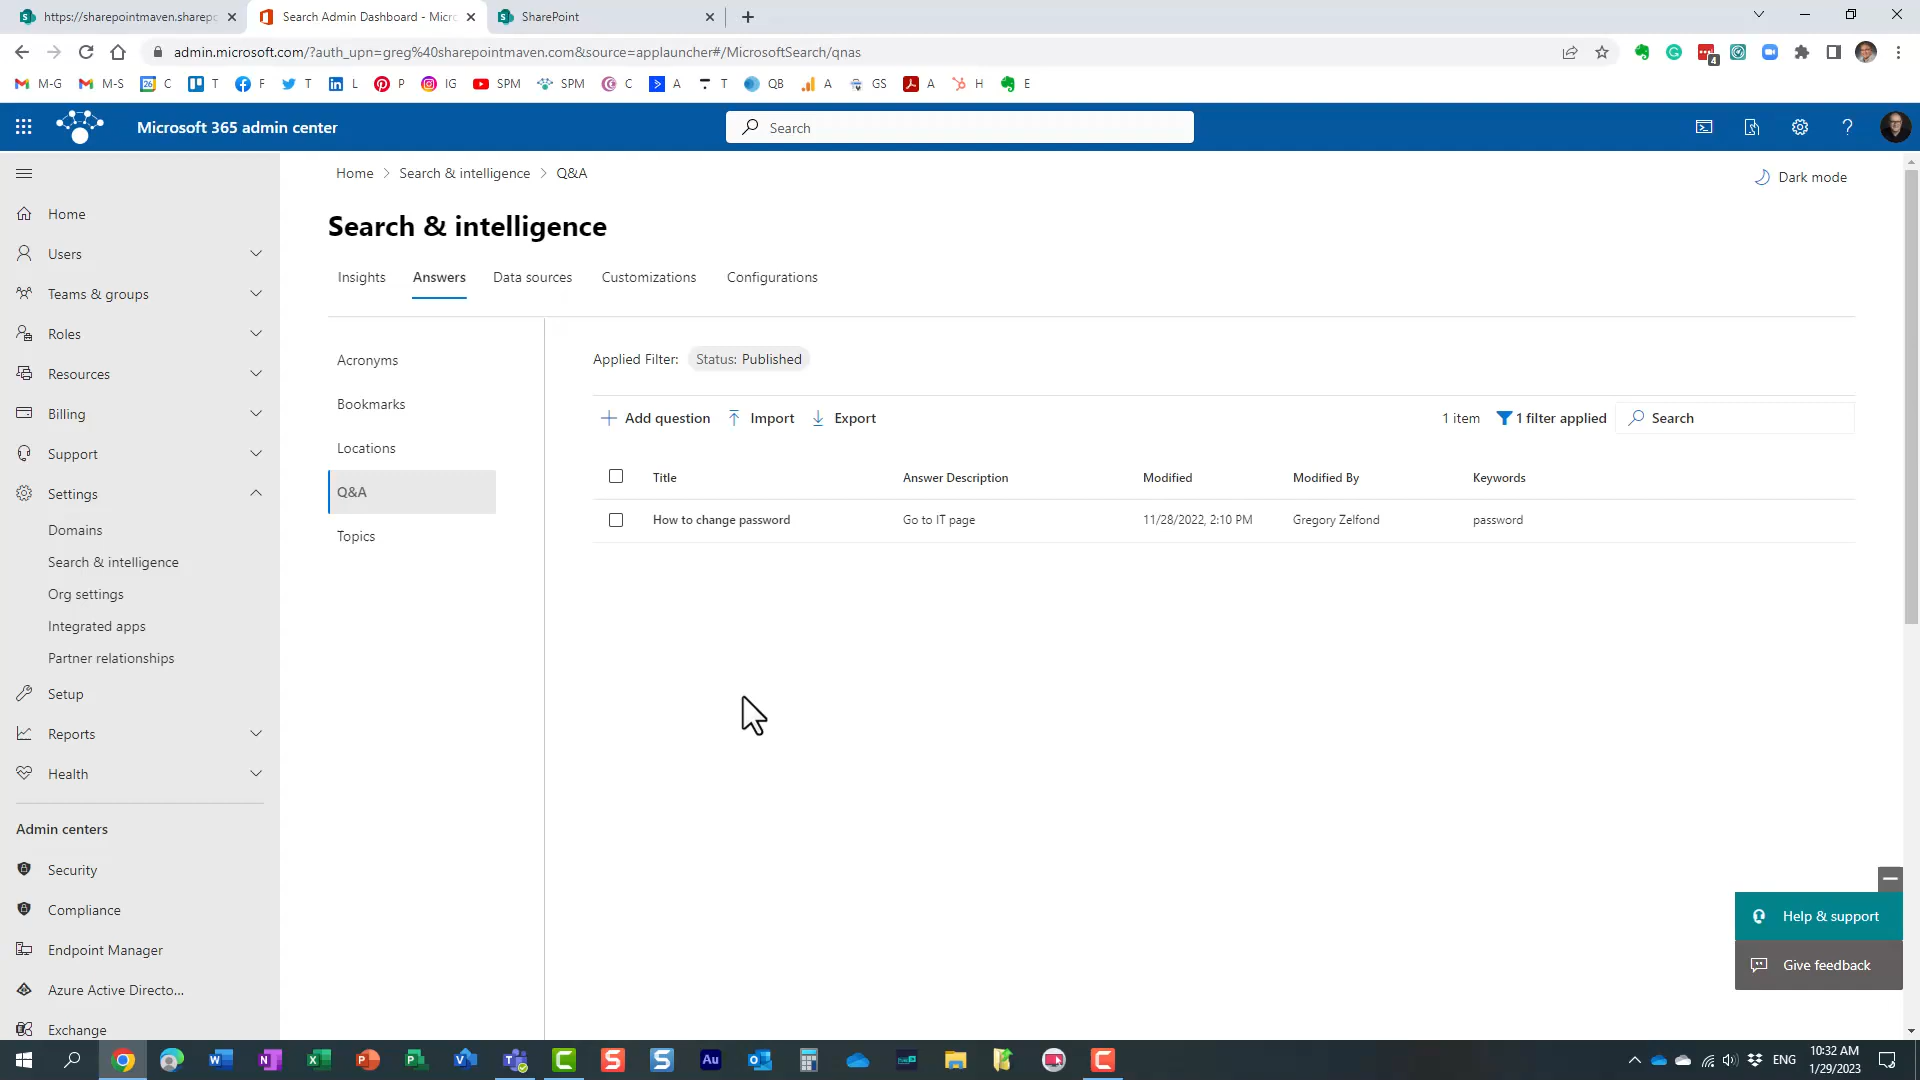 https://sharepointmaven.sharepo
Search Admin Dashboard - Micro
SharePoint
admin.microsoft.com/?auth_upn=greg%40sharepointmaven.com&source=applauncher#/MicrosoftSearch/qnas
4
M-G
M-S
26
C
T
F
T
L
P
IG
SPM
SPM
C
A
T
QB
A
GS
A
H
E
Microsoft 365 admin center
Search
Home
Users
Teams & groups
Roles
Resources
Billing
Support
Settings
Domains
Search & intelligence
Org settings
Integrated apps
Partner relationships
Setup
Reports
Health
Admin centers
Security
Compliance
Endpoint Manager
Azure Active Directo...
Exchange
Home > Search & intelligence > Q&A
Dark mode
Search & intelligence
Insights
Answers
Data sources
Customizations
Configurations
Acronyms
Bookmarks
Locations
Q&A
Topics
Applied Filter: Status: Published
Add question
Import
Export
1 item
1 filter applied
Search
Title
Answer Description
Modified
Modified By
Keywords
How to change password
Go to IT page
11/28/2022, 2:10 PM
Gregory Zelfond
password
Help & support
Give feedback
ENG
10:32 AM
1/29/2023